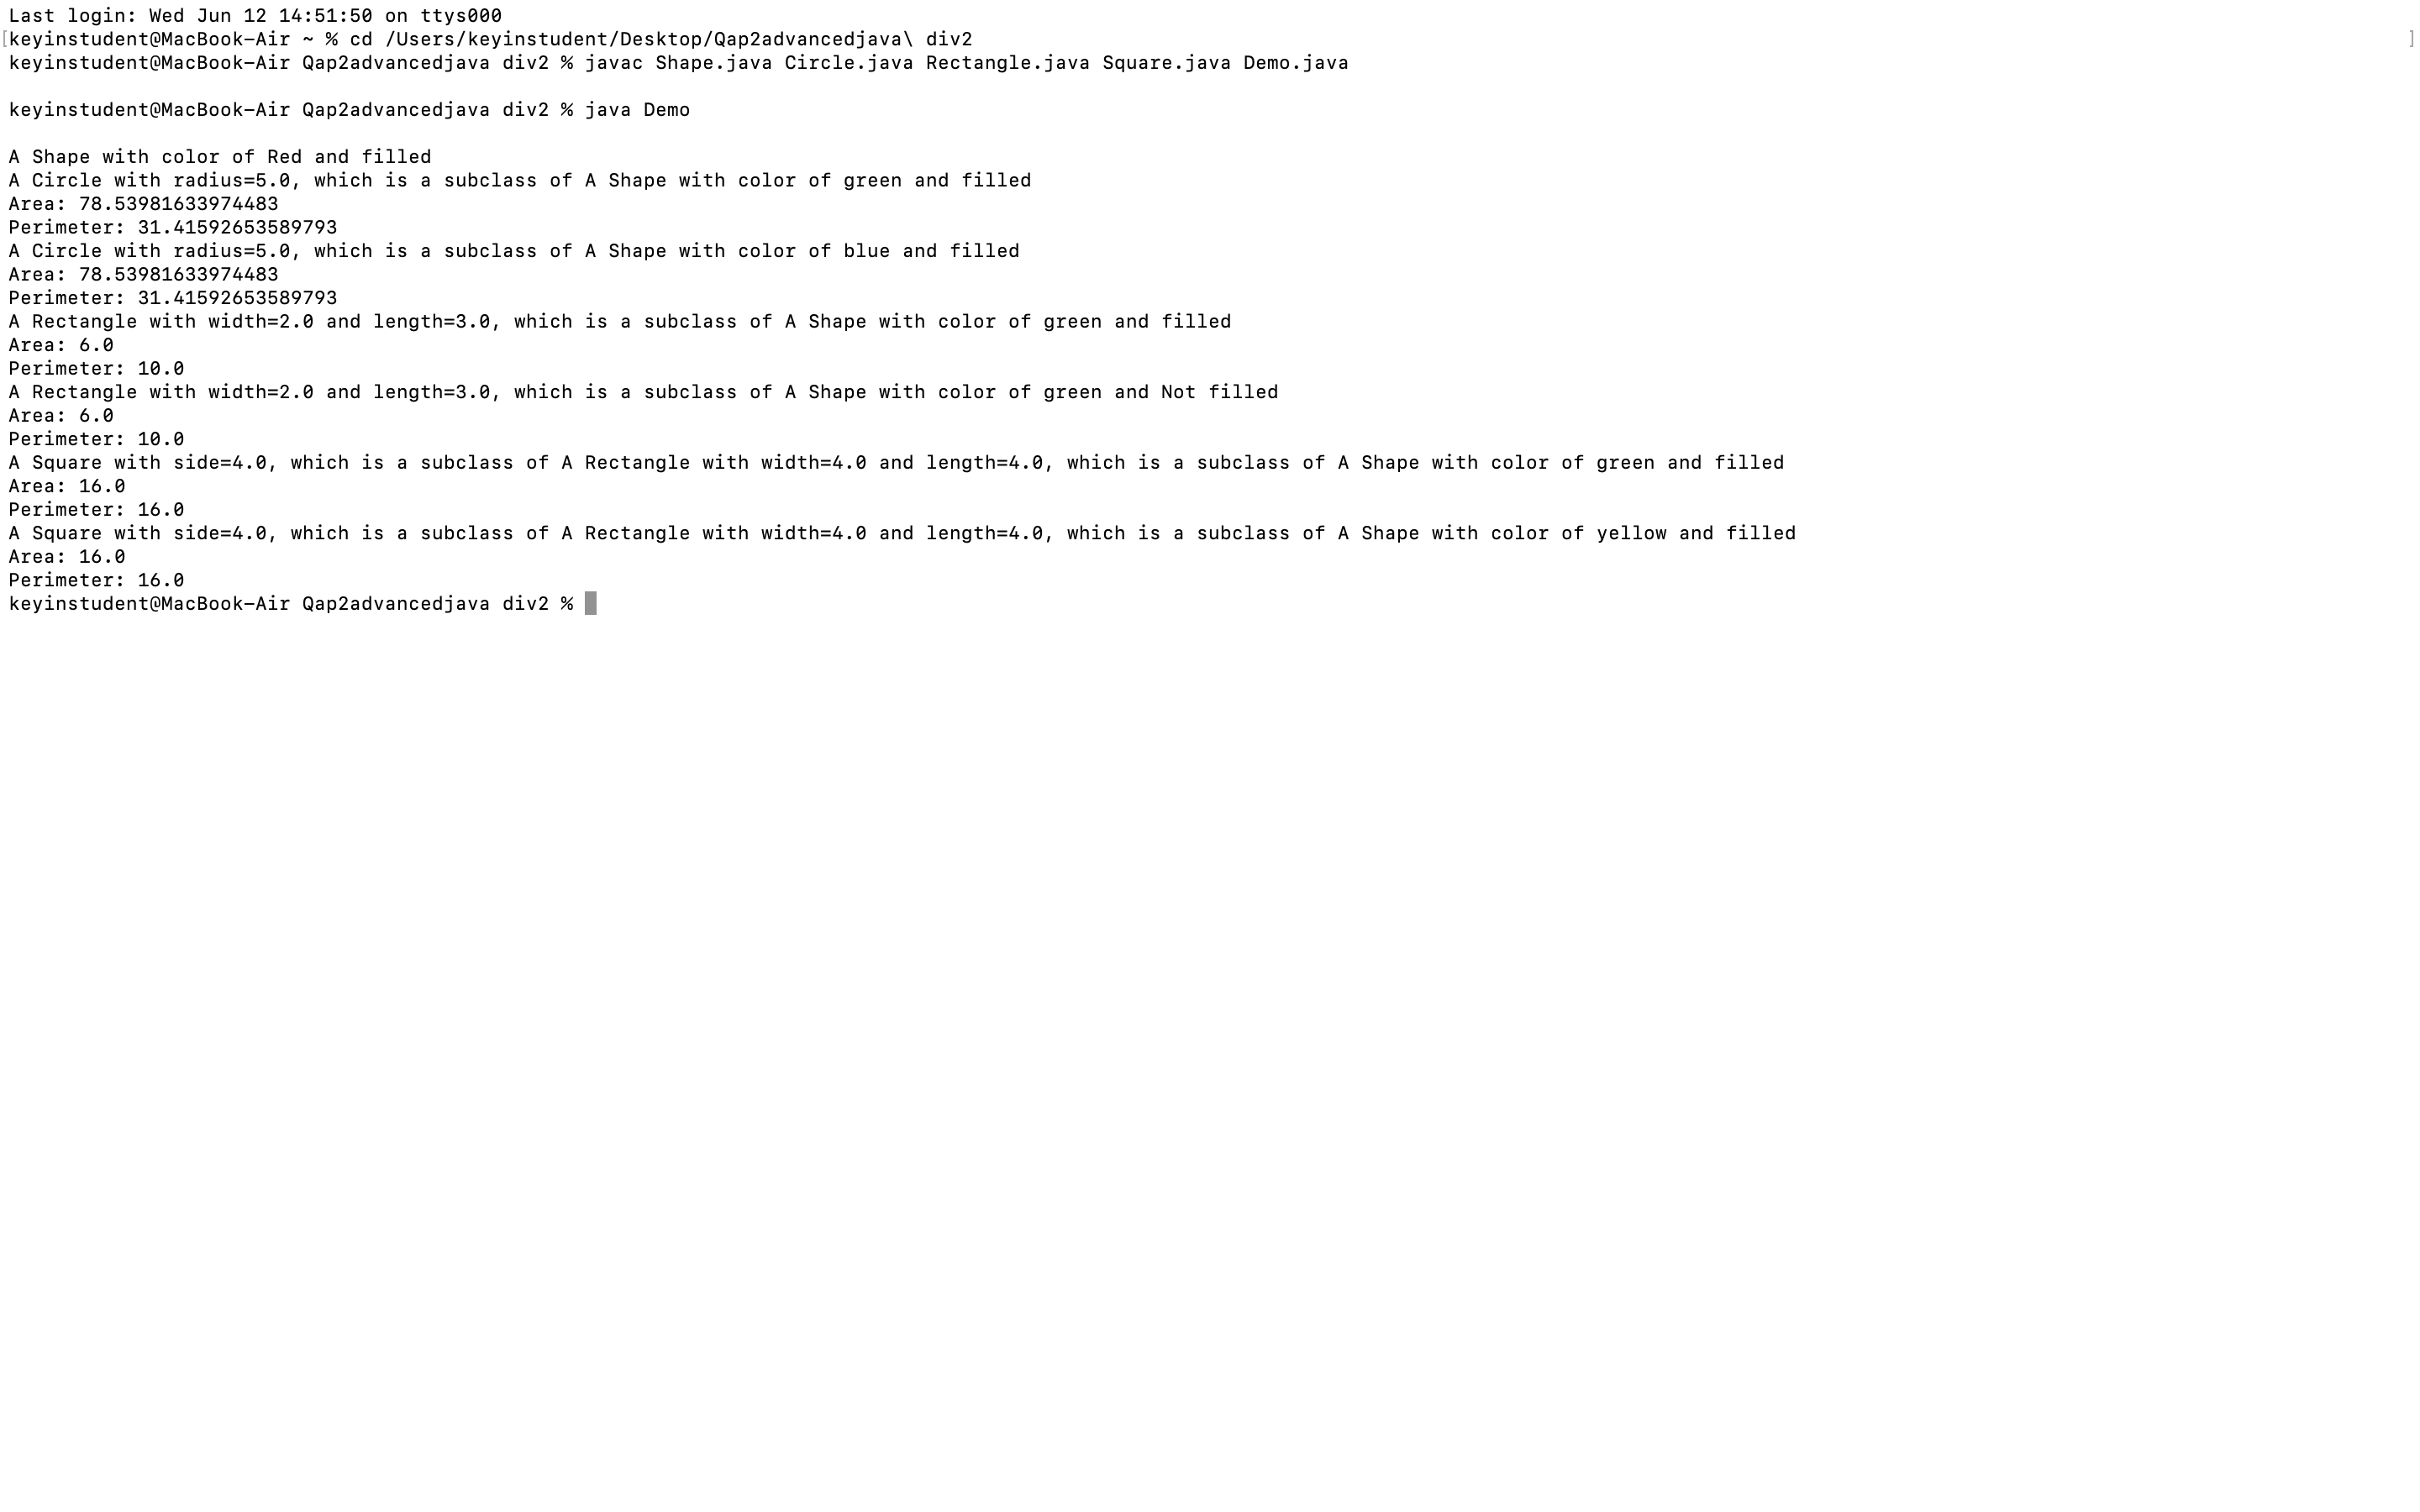 Last login: Wed Jun 12 14:51:50 on ttys000
[keyinstudent@MacBook-Air ~ % cd /Users/keyinstudent/Desktop/Qap2advancedjava\ div2 ]
keyinstudent@MacBook-Air Qap2advancedjava div2 % javac Shape.java Circle.java Rectangle.java Square.java Demo.java
keyinstudent@MacBook-Air Qap2advancedjava div2 % java Demo
A Shape with color of Red and filled
A Circle with radius=5.0, which is a subclass of A Shape with color of green and filled
Area: 78.53981633974483
Perimeter: 31.41592653589793
A Circle with radius=5.0, which is a subclass of A Shape with color of blue and filled
Area: 78.53981633974483
Perimeter: 31.41592653589793
A Rectangle with width=2.0 and length=3.0, which is a subclass of A Shape with color of green and filled
Area: 6.0
Perimeter: 10.0
A Rectangle with width=2.0 and length=3.0, which is a subclass of A Shape with color of green and Not filled
Area: 6.0
Perimeter: 10.0
A Square with side=4.0, which is a subclass of A Rectangle with width=4.0 and length=4.0, which is a subclass of A Shape with color of green and filled
Area: 16.0
Perimeter: 16.0
A Square with side=4.0, which is a subclass of A Rectangle with width=4.0 and length=4.0, which is a subclass of A Shape with color of yellow and filled
Area: 16.0
Perimeter: 16.0
keyinstudent@MacBook-Air Qap2advancedjava div2 %